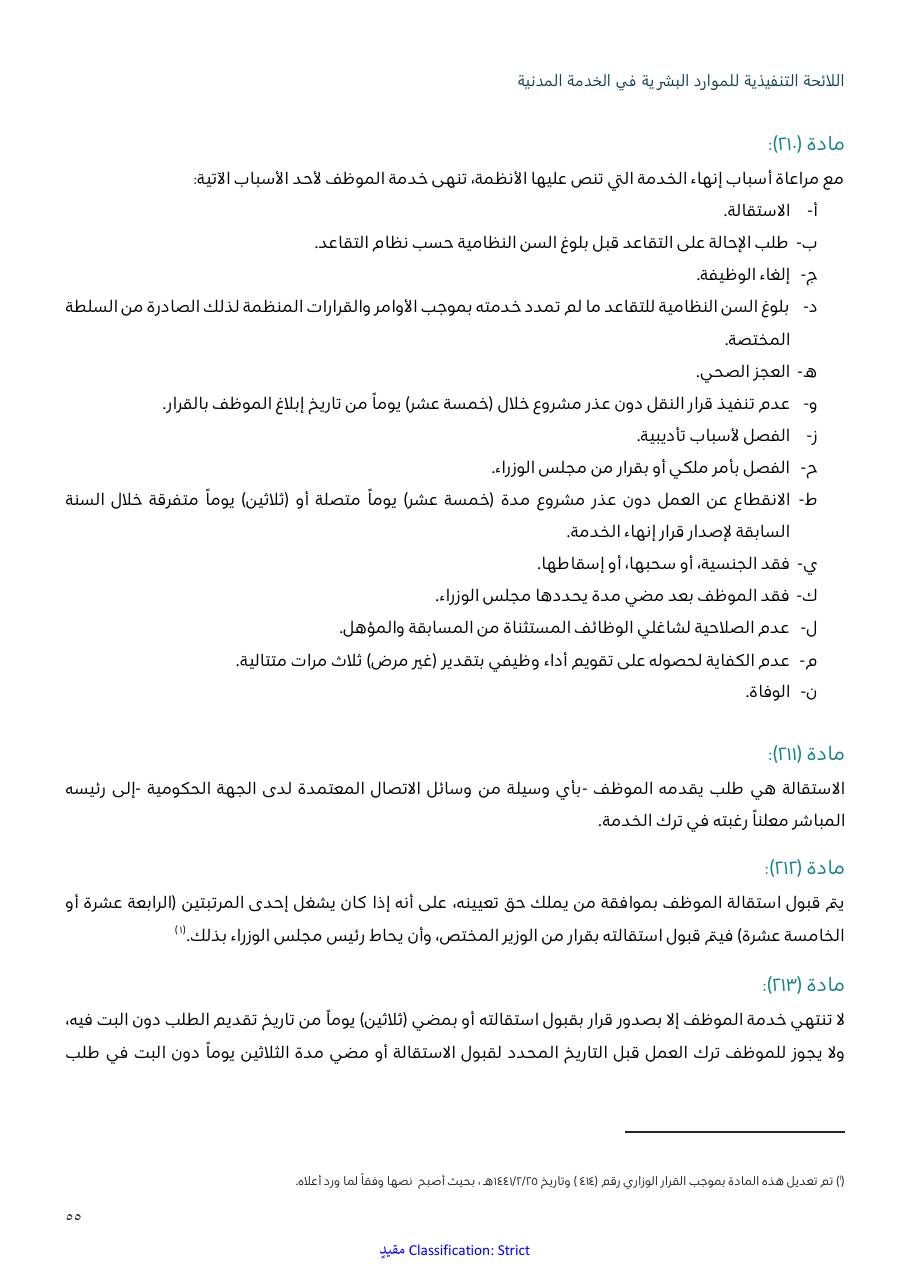 اللائحة التنفيذية للموارد البشرية في الخدمة المدنية
مادة (٢١٠):
مع مراعاة أسباب إنهاء الخدمة التي تنص عليها الأنظمة، تنهى خدمة الموظف لأحد الأسباب الآتية:
أ- الاستقالة.
ب- طلب الإحالة على التقاعد قبل بلوغ السن النظامية حسب نظام التقاعد.
ج- إلغاء الوظيفة.
د- بلوغ السن النظامية للتقاعد ما لم تمدد خدمته بموجب الأوامر والقرارات المنظمة لذلك الصادرة من السلطة
المختصة.
ه- العجز الصحي.
و- عدم تنفيذ قرار النقل دون عذر مشروع خلال (خمسة عشر) يوماً من تاريخ إبلاغ الموظف بالقرار.
ز- الفصل لأسباب تأديبية.
ح- الفصل بأمر ملكي أو بقرار من مجلس الوزراء.
ط- الانقطاع عن العمل دون عذر مشروع مدة (خمسة عشر) يوماً متصلة أو (ثلاثين) يوماً متفرقة خلال السنة
السابقة لإصدار قرار إنهاء الخدمة.
ي- فقد الجنسية، أو سحبها، أو إسقاطها.
ك- فقد الموظف بعد مضي مدة يحددها مجلس الوزراء.
ل- عدم الصلاحية لشاغلي الوظائف المستثناة من المسابقة والمؤهل.
م- عدم الكفاية لحصوله على تقويم أداء وظيفي بتقدير (غير مرض) ثلاث مرات متتالية.
ن- الوفاة.
مادة (٢١١):
الاستقالة هي طلب يقدمه الموظف -بأي وسيلة من وسائل الاتصال المعتمدة لدى الجهة الحكومية -إلى رئيسه
المباشر معلناً رغبته في ترك الخدمة.
مادة (٢١٢):
يتم قبول استقالة الموظف بموافقة من يملك حق تعيينه، على أنه إذا كان يشغل إحدى المرتبتين (الرابعة عشرة أو
الخامسة عشرة) فيتم قبول استقالته بقرار من الوزير المختص، وأن يحاط رئيس مجلس الوزراء بذلك.(١)
مادة (٢١٣):
لا تنتهي خدمة الموظف إلا بصدور قرار بقبول استقالته أو بمضي (ثلاثين) يوماً من تاريخ تقديم الطلب دون البت فيه،
ولا يجوز للموظف ترك العمل قبل التاريخ المحدد لقبول الاستقالة أو مضي مدة الثلاثين يوماً دون البت في طلب
(١) تم تعديل هذه المادة بموجب القرار الوزاري رقم (٤١٤ ) وتاريخ ١٤٤١/٢/٢٥هـ ، بحيث أصبح نصها وفقاً لما ورد أعلاه.
٥٥
Classification: Strict مقيدٍ